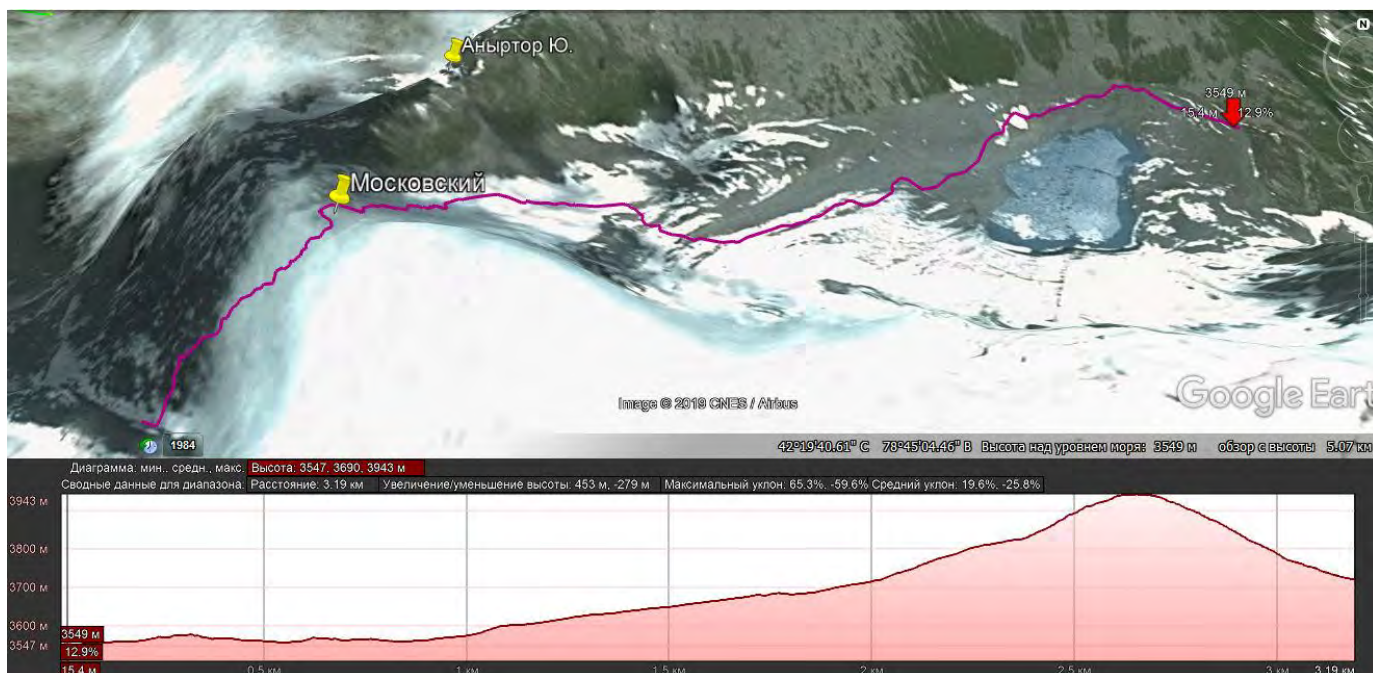 N
Аныртор Ю.
Московский
3549 м
15.4 м 12.9%
Image © 2019 CNES / Airbus
Google Eart
1984
42°19'40.61" С 78°45'04.46" В Высота над уровнем моря: 3549 м обзор с высоты 5.07 км
Диаграмма: мин., средн., макс. Высота: 3547, 3690, 3943 м
Сводные данные для диапазона: Расстояние: 3.19 км Увеличение/уменьшение высоты: 453 м, -279 м Максимальный уклон: 65.3%, -59.6% Средний уклон: 19.6%, -25.8%
3943 м
3800 м
3700 м
3600 м
3549 м
3547 м
12.9%
15.4 м 0.5 км 1 км 1.5 км 2 км 2.5 км 3 км 3.19 км